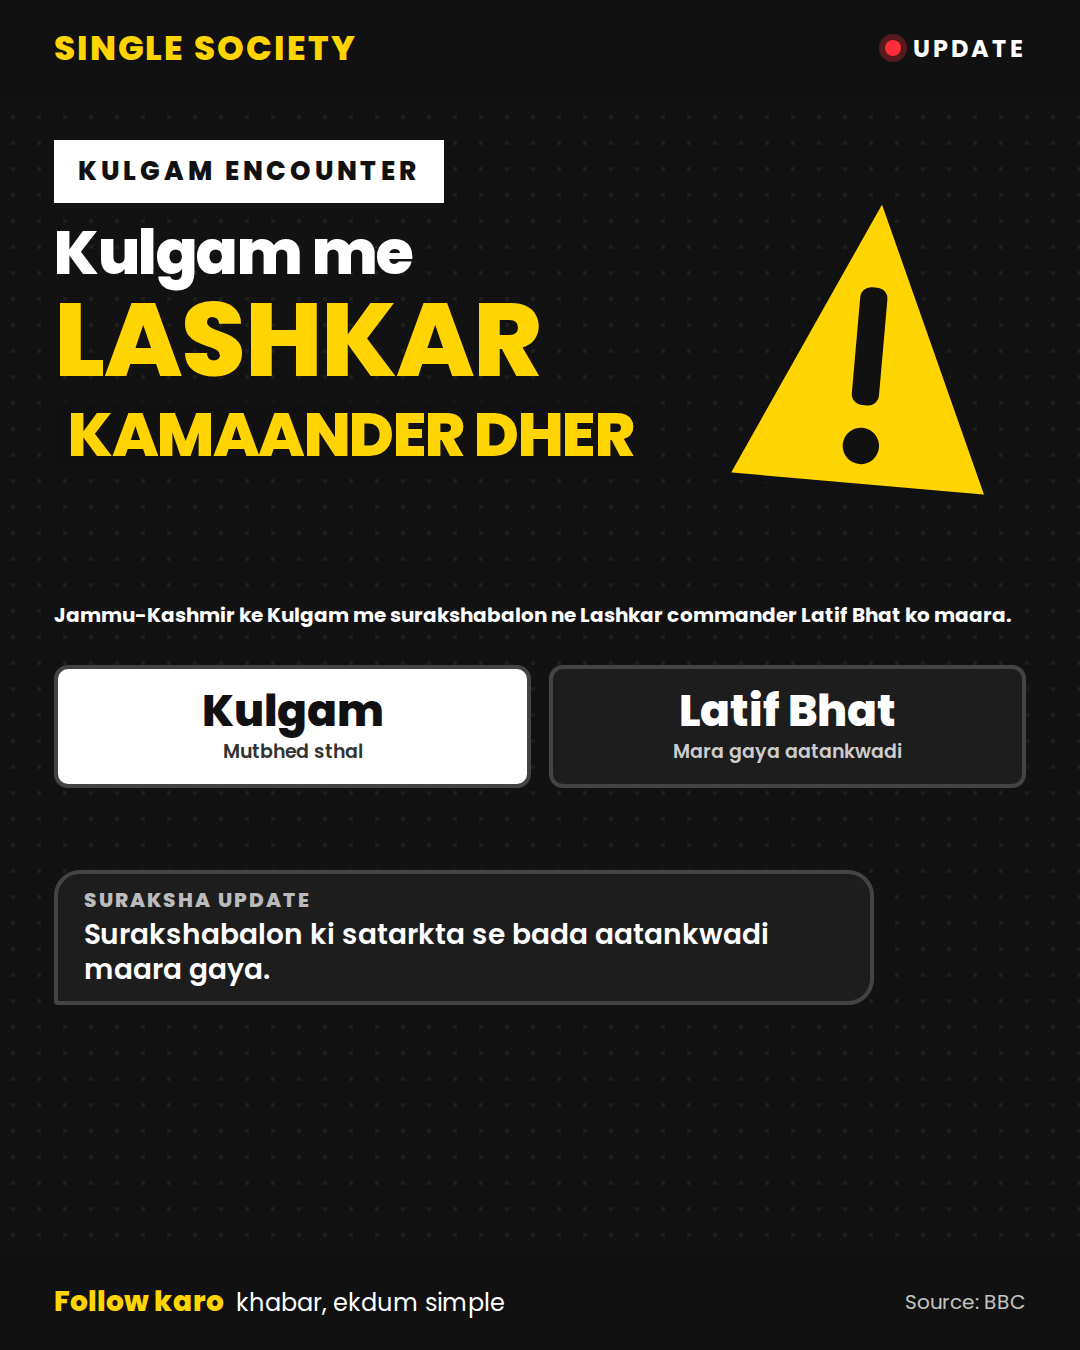 SINGLE SOCIETY
UPDATE
KULGAM ENCOUNTER
Kulgam me
LASHKAR
KAMAANDER DHER
Jammu-Kashmir ke Kulgam me surakshabalon ne Lashkar commander Latif Bhat ko maara.
Kulgam
Mutbhed sthal
Latif Bhat
Mara gaya aatankwadi
SURAKSHA UPDATE
Surakshabalon ki satarkta se bada aatankwadi
maara gaya.
Follow karo khabar, ekdum simple
Source: BBC